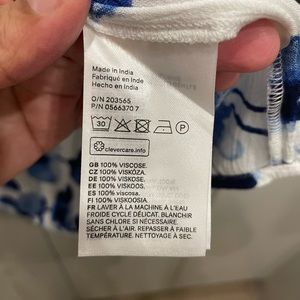 Made in India
Fabriqué en Inde
Hecho en India
O/N 203565
P/N 0566370 7
30
P
clevercare.info
GB 100% VISCOSE.
CZ 100% VISKÓZA.
DE 100% VISKOSE.
EE 100% VISKOOS.
ES 100% viscosa.
FI 100% VISKOOSIA.
FR LAVER À LA MACHINE À L'EAU
FROIDE CYCLE DÉLICAT. BLANCHIR
SANS CHLORE SI NÉCESSAIRE.
SÉCHER À L'AIR. REPASSER À FAIBLE
TEMPÉRATURE. NETTOYAGE À SEC.